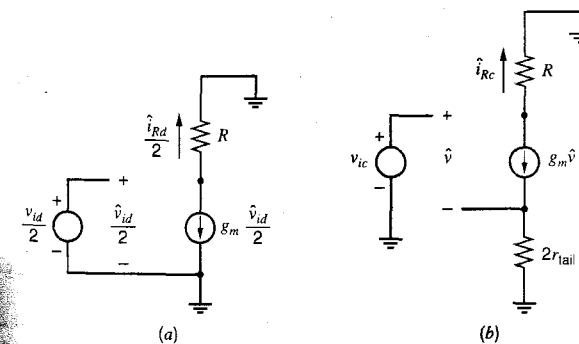 î_Rd/2
R
+
v_id/2
−
+
v̂_id/2
−
g_m v̂_id/2
(a)
î_Rc
R
+
v_ic
−
+
v̂
−
g_m v̂
2r_tail
(b)